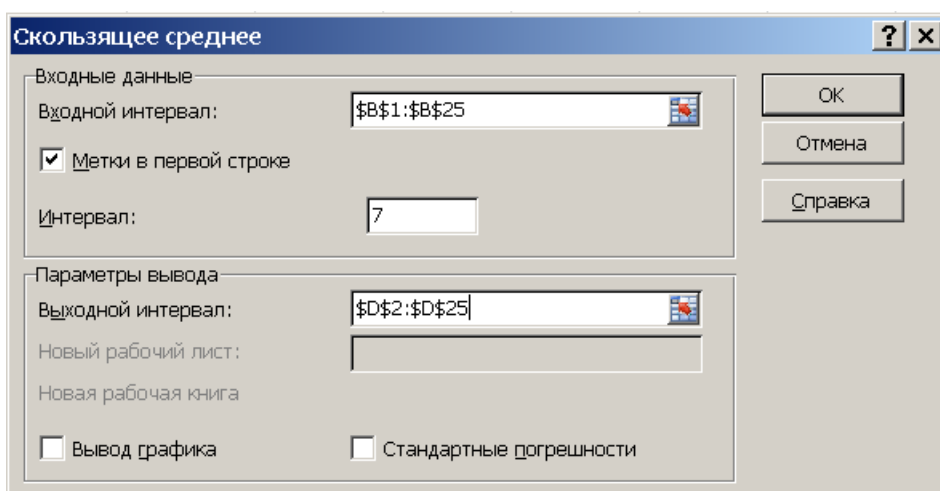 Скользящее среднее
Входные данные
Входной интервал: $B$1:$B$25
Метки в первой строке
Интервал: 7
ОК
Отмена
Справка
Параметры вывода
Выходной интервал: $D$2:$D$25
Новый рабочий лист:
Новая рабочая книга
Вывод графика Стандартные погрешности